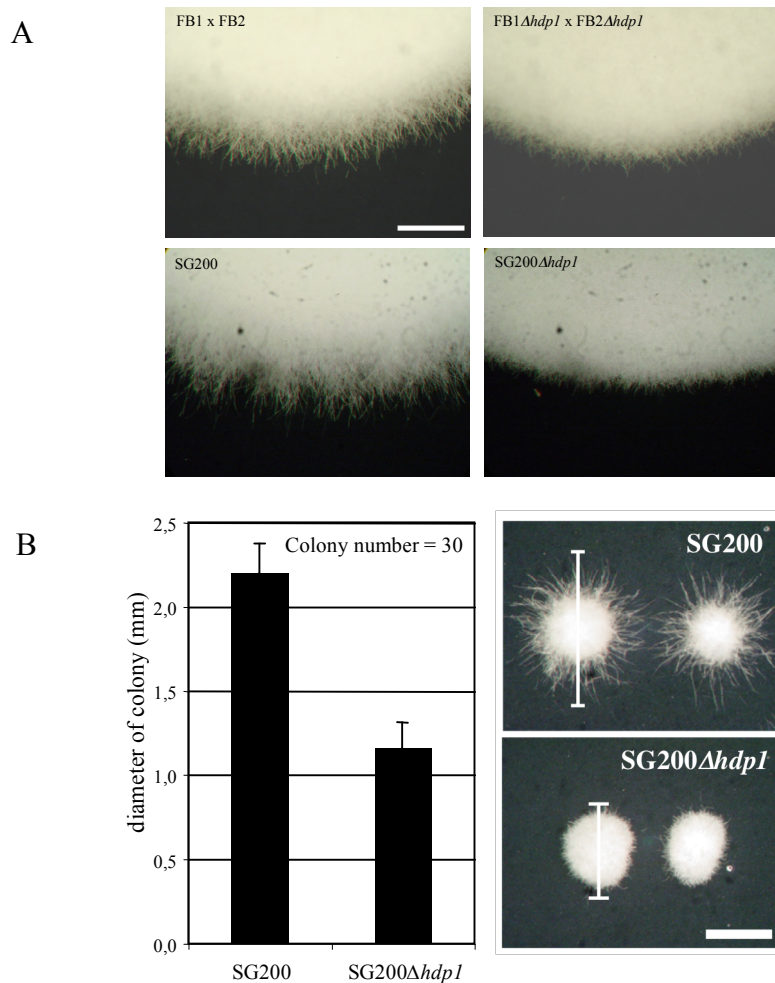 A
FB1 x FB2
FB1Δhdp1 x FB2Δhdp1
SG200
SG200Δhdp1
B
diameter of colony (mm)
2,5
2,0
1,5
1,0
0,5
0,0
Colony number = 30
SG200
SG200Δhdp1
SG200
SG200Δhdp1